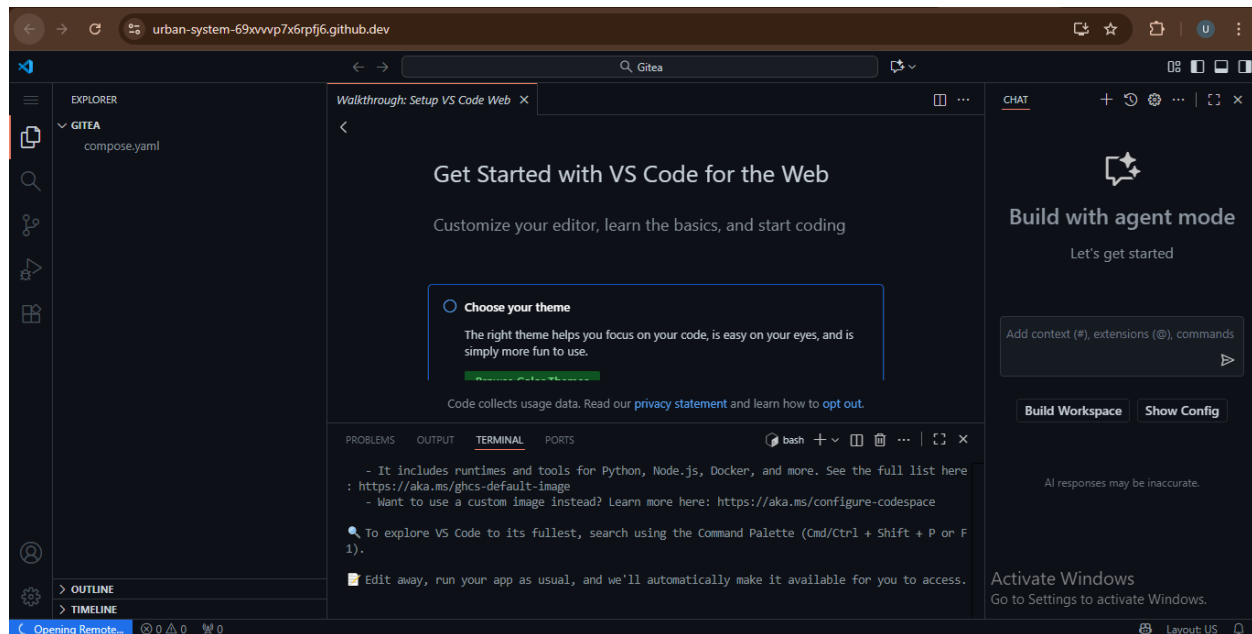 urban-system-69xvvvp7x6rpfj6.github.dev
U
Gitea
EXPLORER
GITEA
compose.yaml
OUTLINE
TIMELINE
Walkthrough: Setup VS Code Web
Get Started with VS Code for the Web
Customize your editor, learn the basics, and start coding
Choose your theme
The right theme helps you focus on your code, is easy on your eyes, and is
simply more fun to use.
Browse Color Themes
Code collects usage data. Read our privacy statement and learn how to opt out.
PROBLEMS OUTPUT TERMINAL PORTS
bash
- It includes runtimes and tools for Python, Node.js, Docker, and more. See the full list here
: https://aka.ms/ghcs-default-image
- Want to use a custom image instead? Learn more here: https://aka.ms/configure-codespace
To explore VS Code to its fullest, search using the Command Palette (Cmd/Ctrl + Shift + P or F
1).
Edit away, run your app as usual, and we'll automatically make it available for you to access.
CHAT
Build with agent mode
Let's get started
Add context (#), extensions (@), commands
Build Workspace Show Config
AI responses may be inaccurate.
Activate Windows
Go to Settings to activate Windows.
Opening Remote... 0 0 0 Layout: US